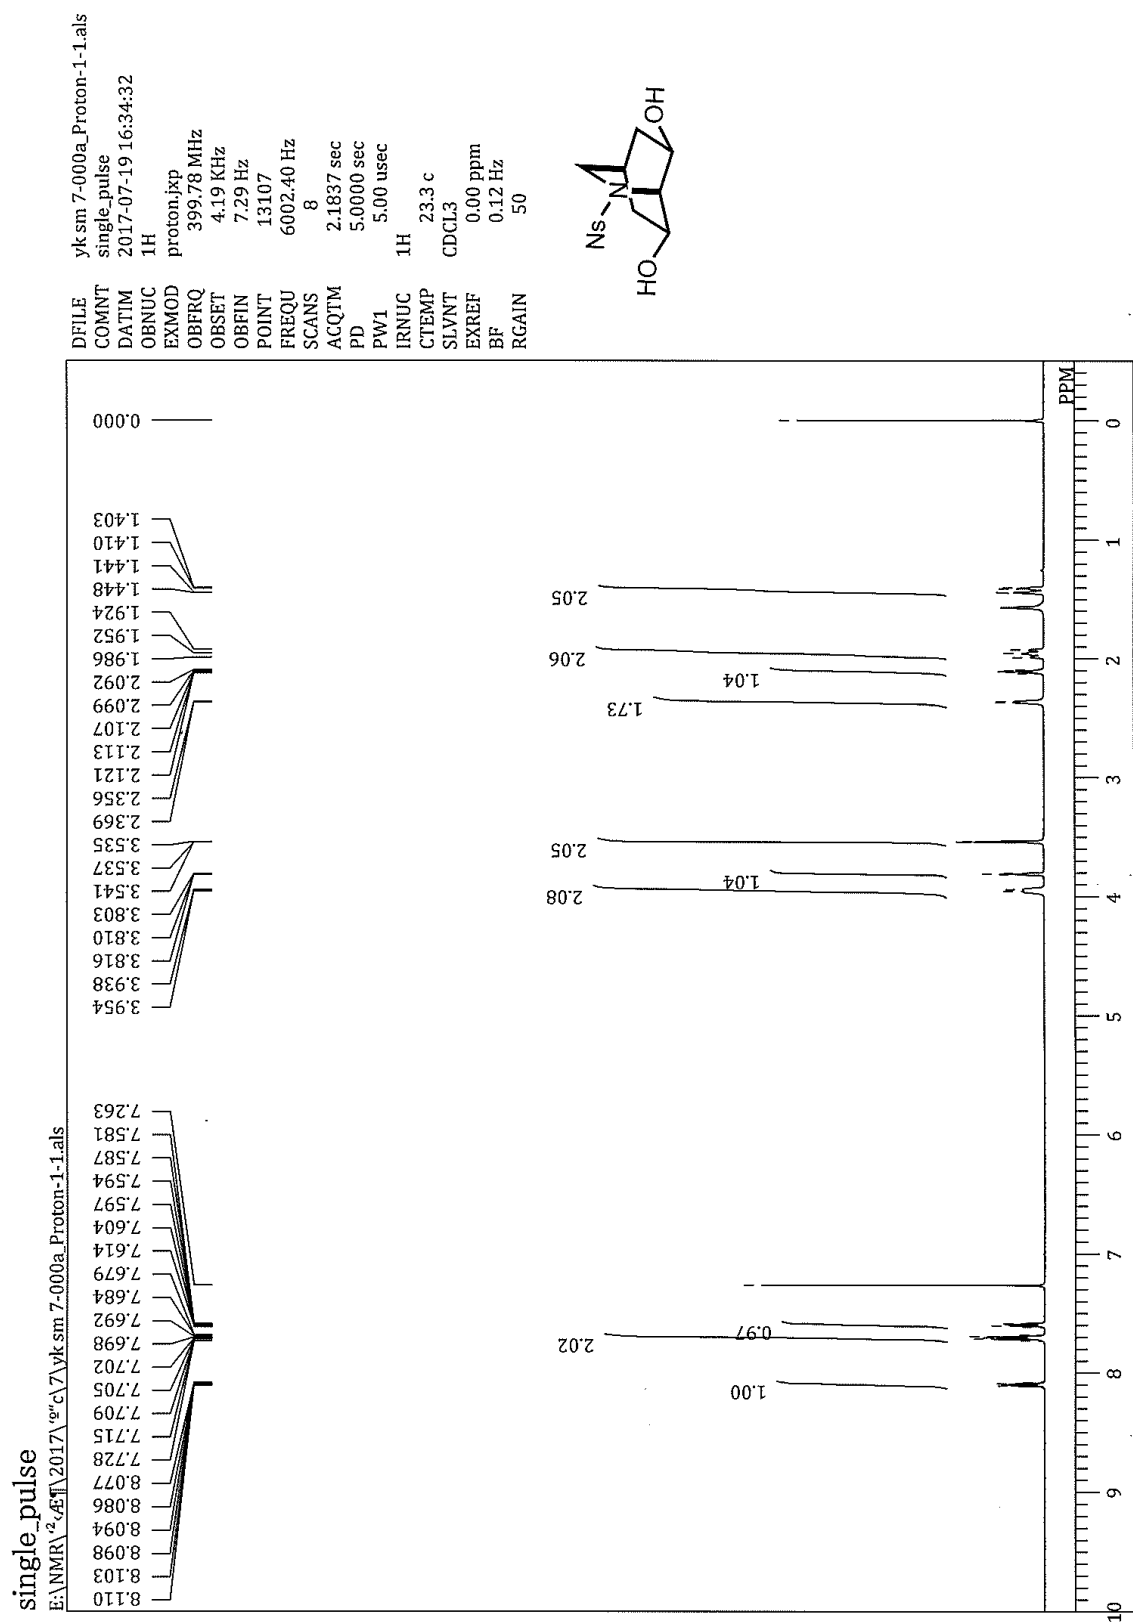 single_pulse
E:\NMR\'²‹Æ¶\2017\'º"c\7\yk sm 7-000a_Proton-1-1.als
8.110
8.103
8.098
8.094
8.086
8.077
7.728
7.715
7.709
7.705
7.702
7.698
7.692
7.684
7.679
7.614
7.604
7.597
7.594
7.587
7.581
7.263
3.954
3.938
3.816
3.810
3.803
3.541
3.537
3.535
2.369
2.356
2.121
2.113
2.107
2.099
2.092
1.986
1.952
1.924
1.448
1.441
1.410
1.403
0.000
1.00
2.02
0.97
2.08
1.04
2.05
1.73
1.04
2.06
2.05
10 9 8 7 6 5 4 3 2 1 0
PPM
DFILE yk sm 7-000a_Proton-1-1.als
COMNT single_pulse
DATIM 2017-07-19 16:34:32
OBNUC 1H
EXMOD proton.jxp
OBFRQ 399.78 MHz
OBSET 4.19 KHz
OBFIN 7.29 Hz
POINT 13107
FREQU 6002.40 Hz
SCANS 8
ACQTM 2.1837 sec
PD 5.0000 sec
PW1 5.00 usec
IRNUC 1H
CTEMP 23.3 c
SLVNT CDCL3
EXREF 0.00 ppm
BF 0.12 Hz
RGAIN 50
Ns
N
HO
OH